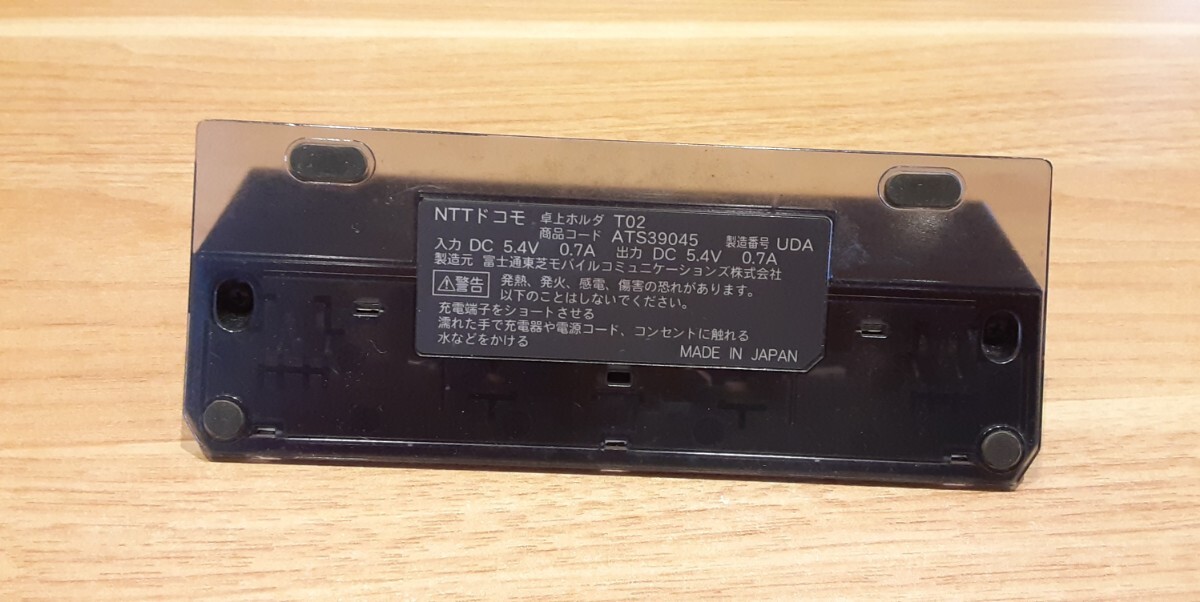 NTTドコモ 卓上ホルダ T02
商品コード ATS39045 製造番号 UDA
入力 DC 5.4V 0.7A 出力 DC 5.4V 0.7A
製造元 富士通東芝モバイルコミュニケーションズ株式会社
⚠警告 発熱、発火、感電、傷害の恐れがあります。
以下のことはしないでください。
充電端子をショートさせる
濡れた手で充電器や電源コード、コンセントに触れる
水などをかける
MADE IN JAPAN